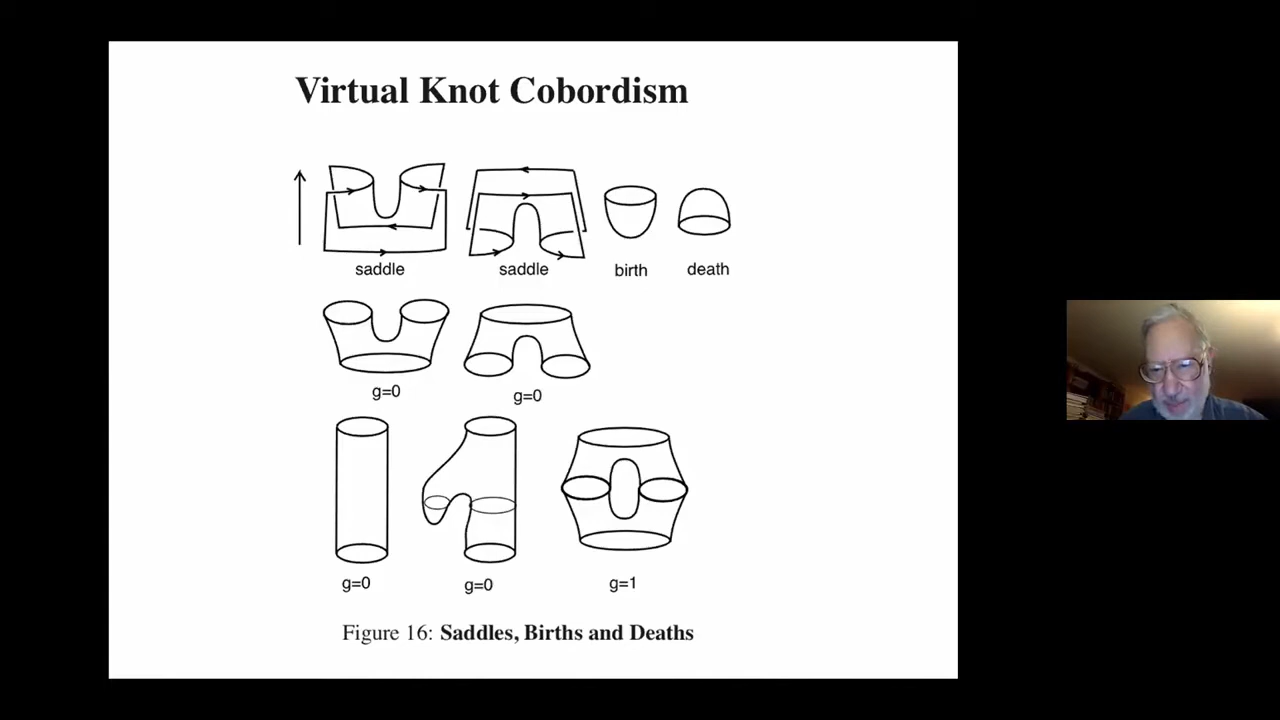 Virtual Knot Cobordism
saddle saddle birth death
g=0 g=0
g=0 g=0 g=1
Figure 16: Saddles, Births and Deaths